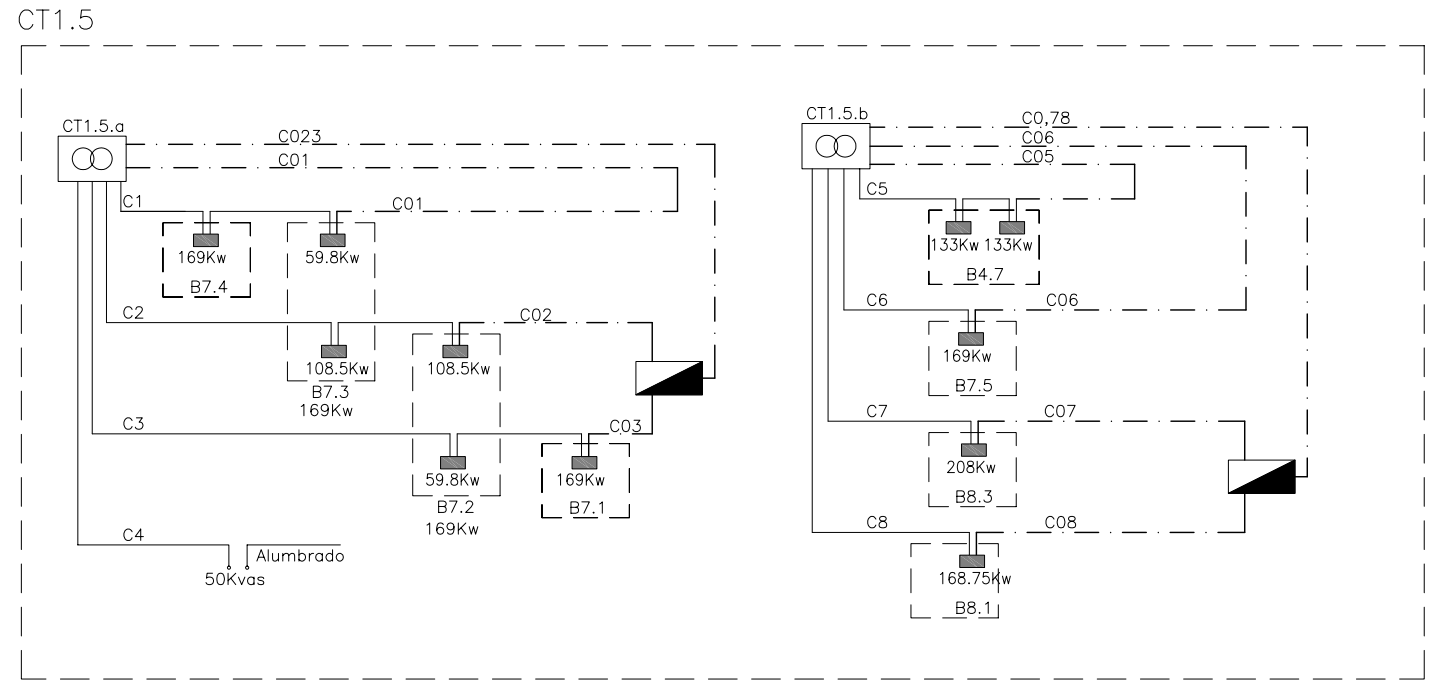 CT1.5
CT1.5.a
C023
C01
C1
C01
169Kw
B7.4
59.8Kw
C2
C02
108.5Kw
B7.3
169Kw
108.5Kw
C3
C03
59.8Kw
B7.2
169Kw
169Kw
B7.1
C4
Alumbrado
50Kvas
CT1.5.b
C0,78
C06
C05
C5
133Kw
133Kw
B4.7
C6
C06
169Kw
B7.5
C7
C07
208Kw
B8.3
C8
C08
168.75Kw
B8.1